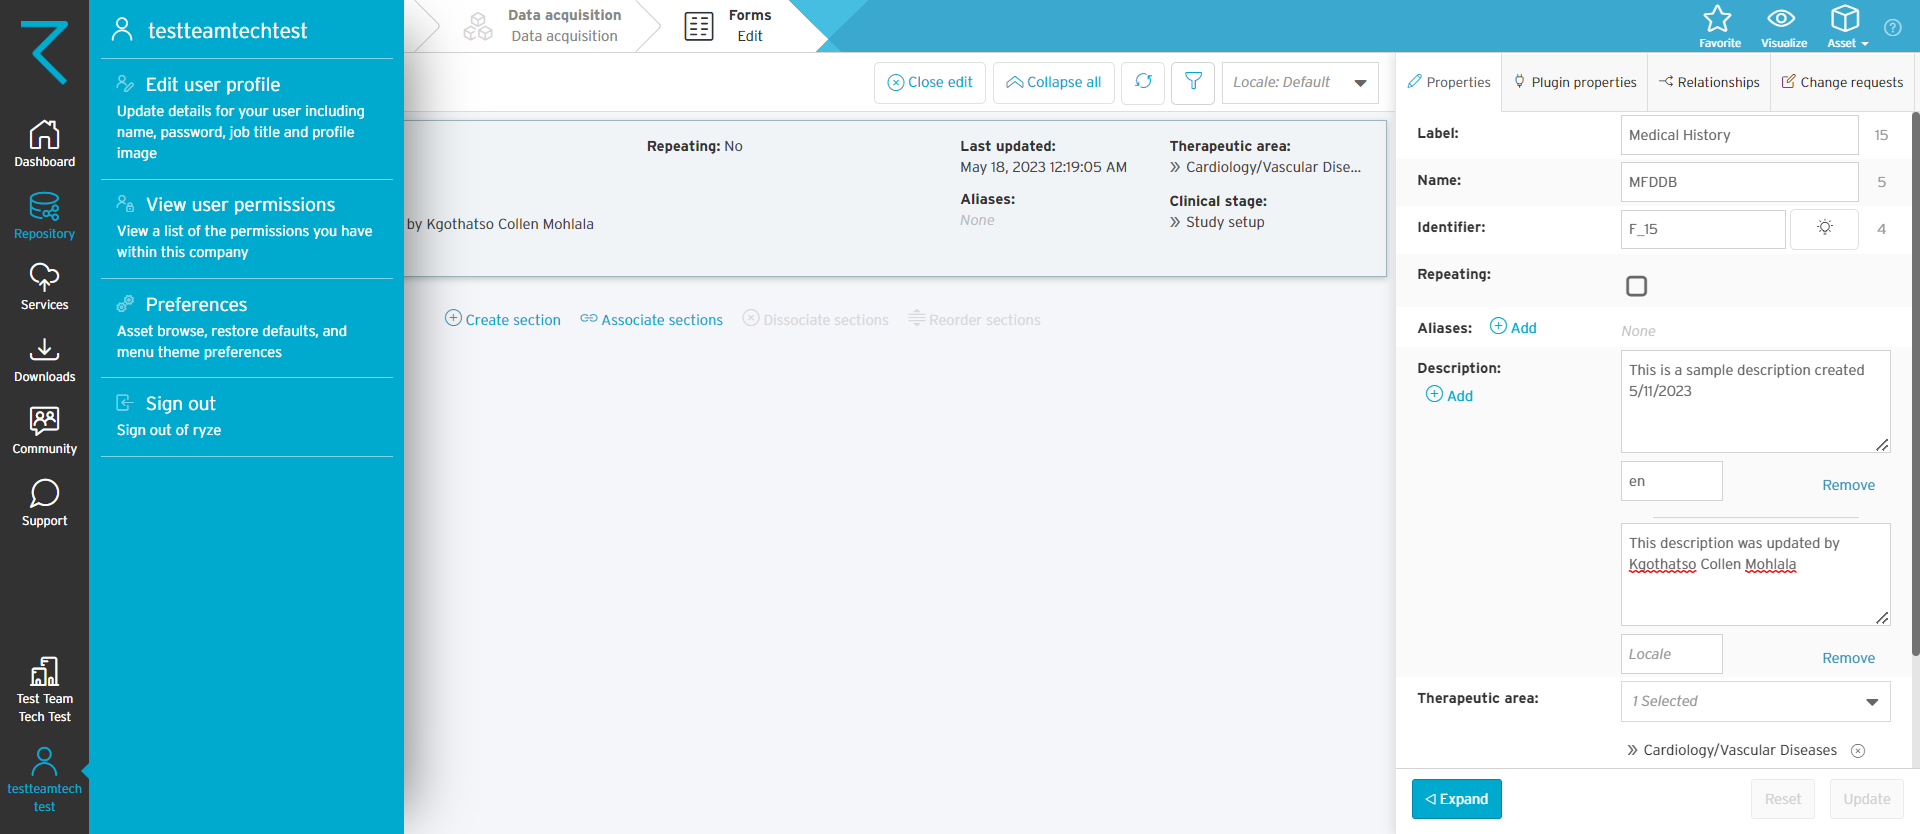 testteamtechtest
Edit user profile
Update details for your user including
name, password, job title and profile
image
View user permissions
View a list of the permissions you have
within this company
Preferences
Asset browse, restore defaults, and
menu theme preferences
Sign out
Sign out of ryze
Dashboard
Repository
Services
Downloads
Community
Support
Test Team
Tech Test
testteamtech
test
Data acquisition
Data acquisition
Forms
Edit
Favorite
Visualize
Asset
?
Close edit
Collapse all
Locale: Default
Repeating: No
by Kgothatso Collen Mohlala
Last updated:
May 18, 2023 12:19:05 AM
Aliases:
None
Therapeutic area:
» Cardiology/Vascular Dise...
Clinical stage:
» Study setup
Create section
Associate sections
Dissociate sections
Reorder sections
Properties
Plugin properties
Relationships
Change requests
Label:
Medical History
15
Name:
MFDDB
5
Identifier:
F_15
4
Repeating:
Aliases:
Add
None
Description:
Add
This is a sample description created
5/11/2023
en
Remove
This description was updated by
Kgothatso Collen Mohlala
Locale
Remove
Therapeutic area:
1 Selected
» Cardiology/Vascular Diseases
Expand
Reset
Update